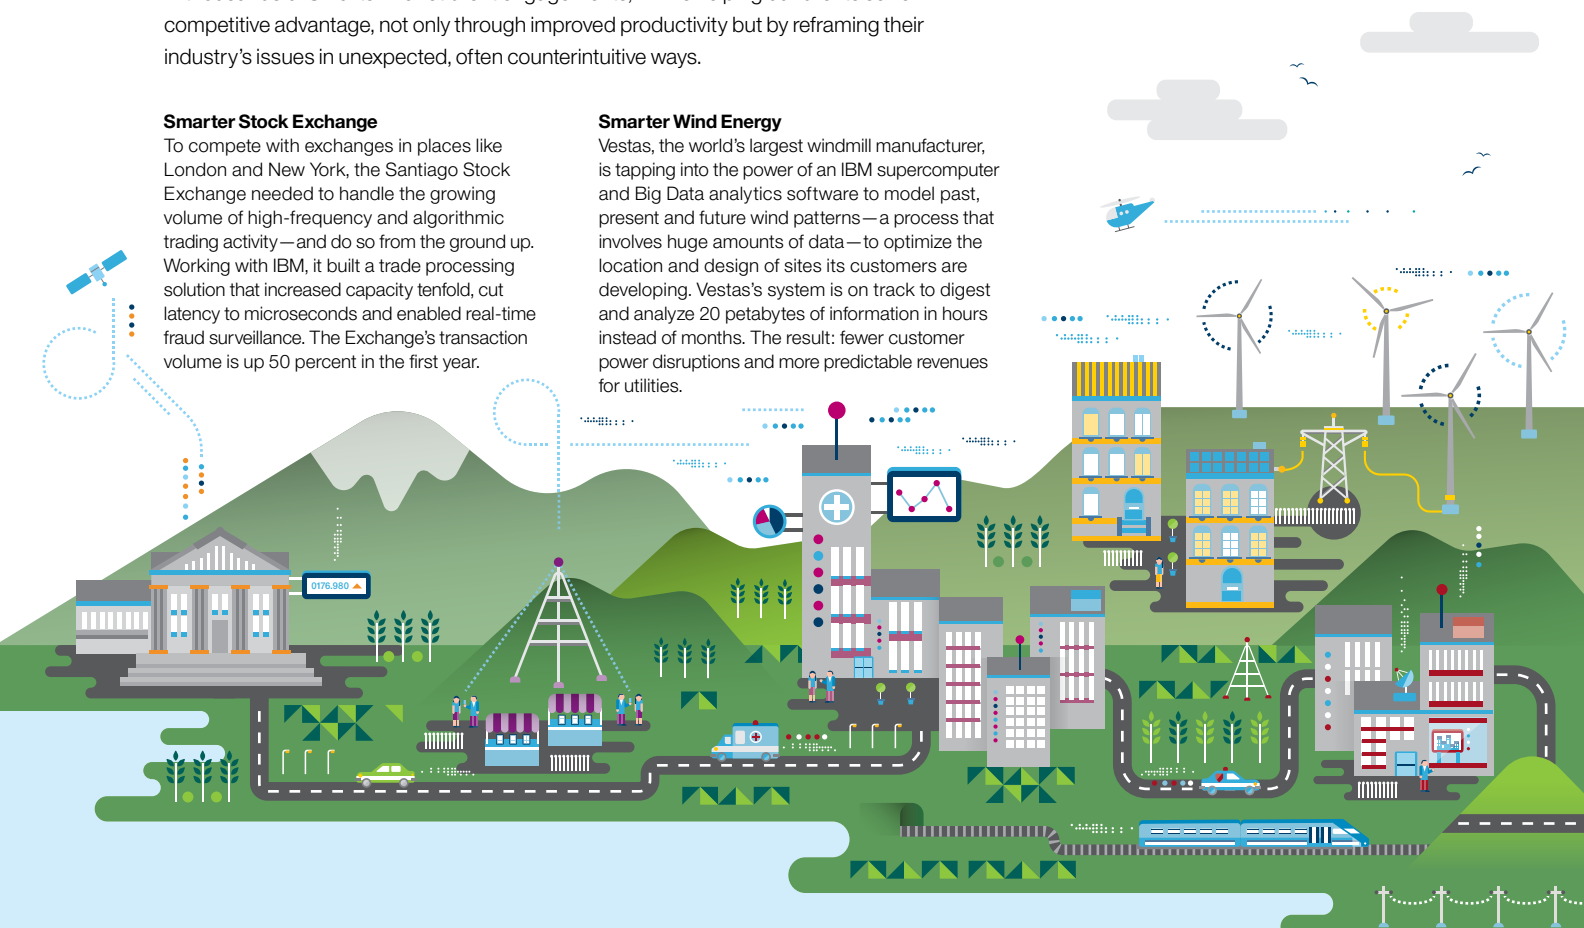 competitive advantage, not only through improved productivity but by reframing their
industry’s issues in unexpected, often counterintuitive ways.
Smarter Stock Exchange
To compete with exchanges in places like
London and New York, the Santiago Stock
Exchange needed to handle the growing
volume of high-frequency and algorithmic
trading activity—and do so from the ground up.
Working with IBM, it built a trade processing
solution that increased capacity tenfold, cut
latency to microseconds and enabled real-time
fraud surveillance. The Exchange’s transaction
volume is up 50 percent in the first year.
Smarter Wind Energy
Vestas, the world’s largest windmill manufacturer,
is tapping into the power of an IBM supercomputer
and Big Data analytics software to model past,
present and future wind patterns—a process that
involves huge amounts of data—to optimize the
location and design of sites its customers are
developing. Vestas’s system is on track to digest
and analyze 20 petabytes of information in hours
instead of months. The result: fewer customer
power disruptions and more predictable revenues
for utilities.
0176.980